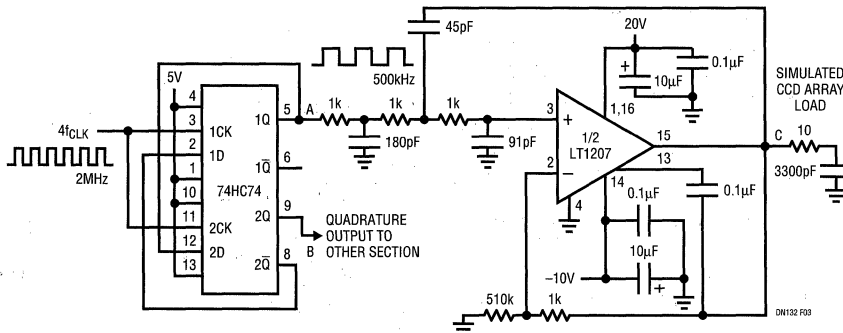 45pF
20V
5V
500kHz
+
10µF
0.1µF
SIMULATED
CCD ARRAY
LOAD
4
5 A 1k 1k 1k
3
1Q
3
+
1,16
4fCLK
1CK
180pF
91pF
1/2
LT1207
15
C 10
2
1D
6
1Q̅
2
–
13
3300pF
2MHz
1
74HC74
14
0.1µF
10
9
QUADRATURE
OUTPUT TO
B OTHER SECTION
4
0.1µF
11
2CK
2Q
12
2D
8
2Q̅
10µF
13
–10V
+
510k
1k
DN132 F03